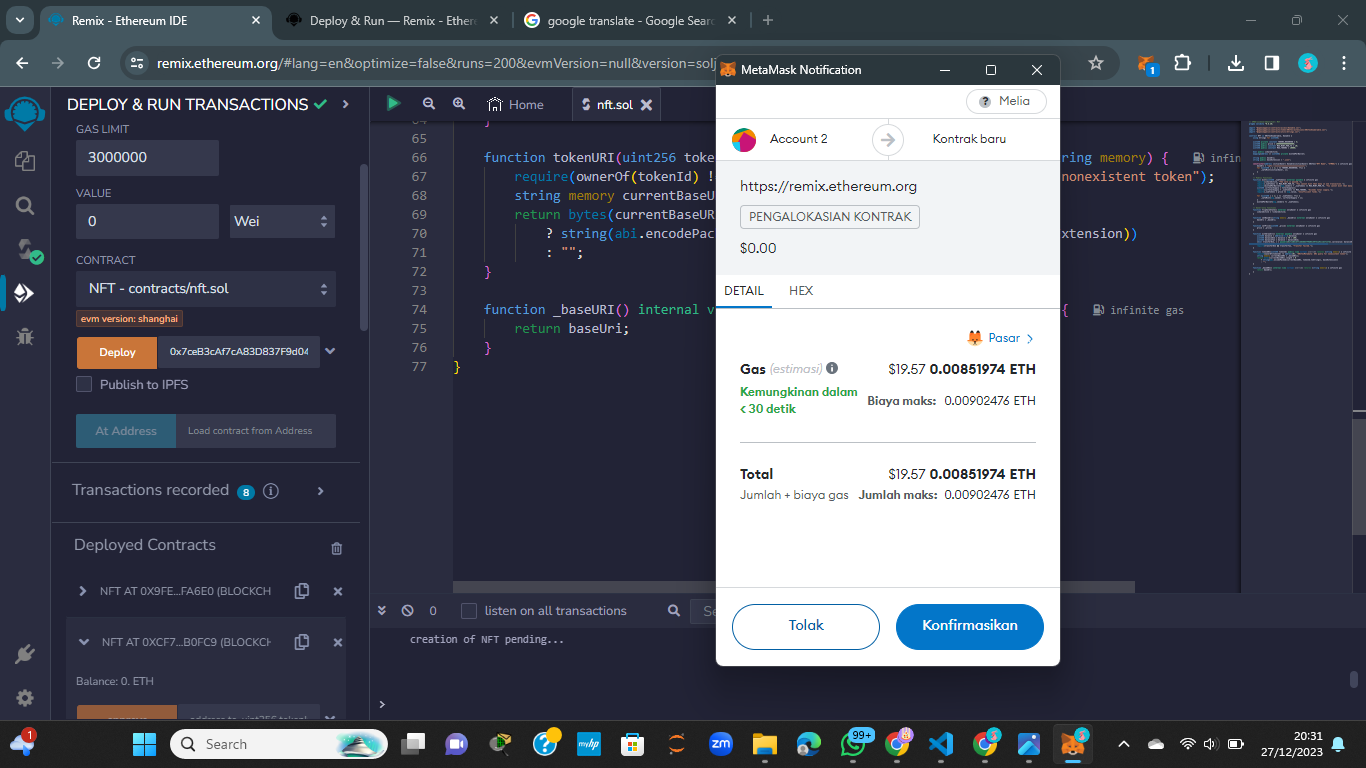 Remix - Ethereum IDE
Deploy & Run — Remix - Ethere
google translate - Google Searc
remix.ethereum.org/#lang=en&optimize=false&runs=200&evmVersion=null&version=solj
1
DEPLOY & RUN TRANSACTIONS
GAS LIMIT
3000000
VALUE
0
Wei
CONTRACT
NFT - contracts/nft.sol
evm version: shanghai
Deploy
0x7ceB3cAf7cA83D837F9d04
Publish to IPFS
At Address
Load contract from Address
Transactions recorded 8 i
Deployed Contracts
NFT AT 0X9FE...FA6E0 (BLOCKCH
NFT AT 0XCF7...B0FC9 (BLOCKCH
Balance: 0. ETH
Home
nft.sol
64 }
65
66 function tokenURI(uint256 toke
ring memory) { infin
67 require(ownerOf(tokenId) !
nonexistent token");
68 string memory currentBaseU
69 return bytes(currentBaseUR
70 ? string(abi.encodePac
xtension))
71 : "";
72 }
73
74 function _baseURI() internal v
{ infinite gas
75 return baseUri;
76 }
77 }
0
listen on all transactions
Se
creation of NFT pending...
>
MetaMask Notification
? Melia
Account 2
Kontrak baru
https://remix.ethereum.org
PENGALOKASIAN KONTRAK
$0.00
DETAIL
HEX
Pasar >
Gas (estimasi) i $19.57 0.00851974 ETH
Kemungkinan dalam
< 30 detik
Biaya maks: 0.00902476 ETH
Total $19.57 0.00851974 ETH
Jumlah + biaya gas Jumlah maks: 0.00902476 ETH
Tolak
Konfirmasikan
1
Search
myhp
zm
99+
20:31
27/12/2023